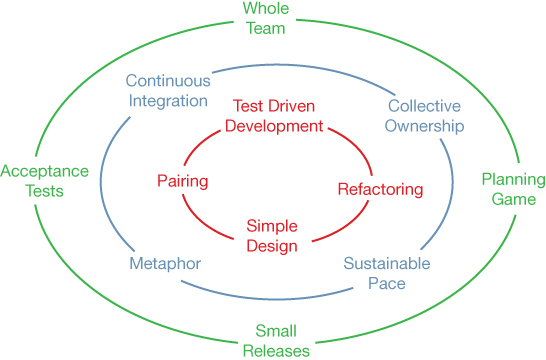 Whole
Team
Continuous
Integration
Test Driven
Development
Collective
Ownership
Acceptance
Tests
Pairing
Refactoring
Planning
Game
Simple
Design
Metaphor
Sustainable
Pace
Small
Releases